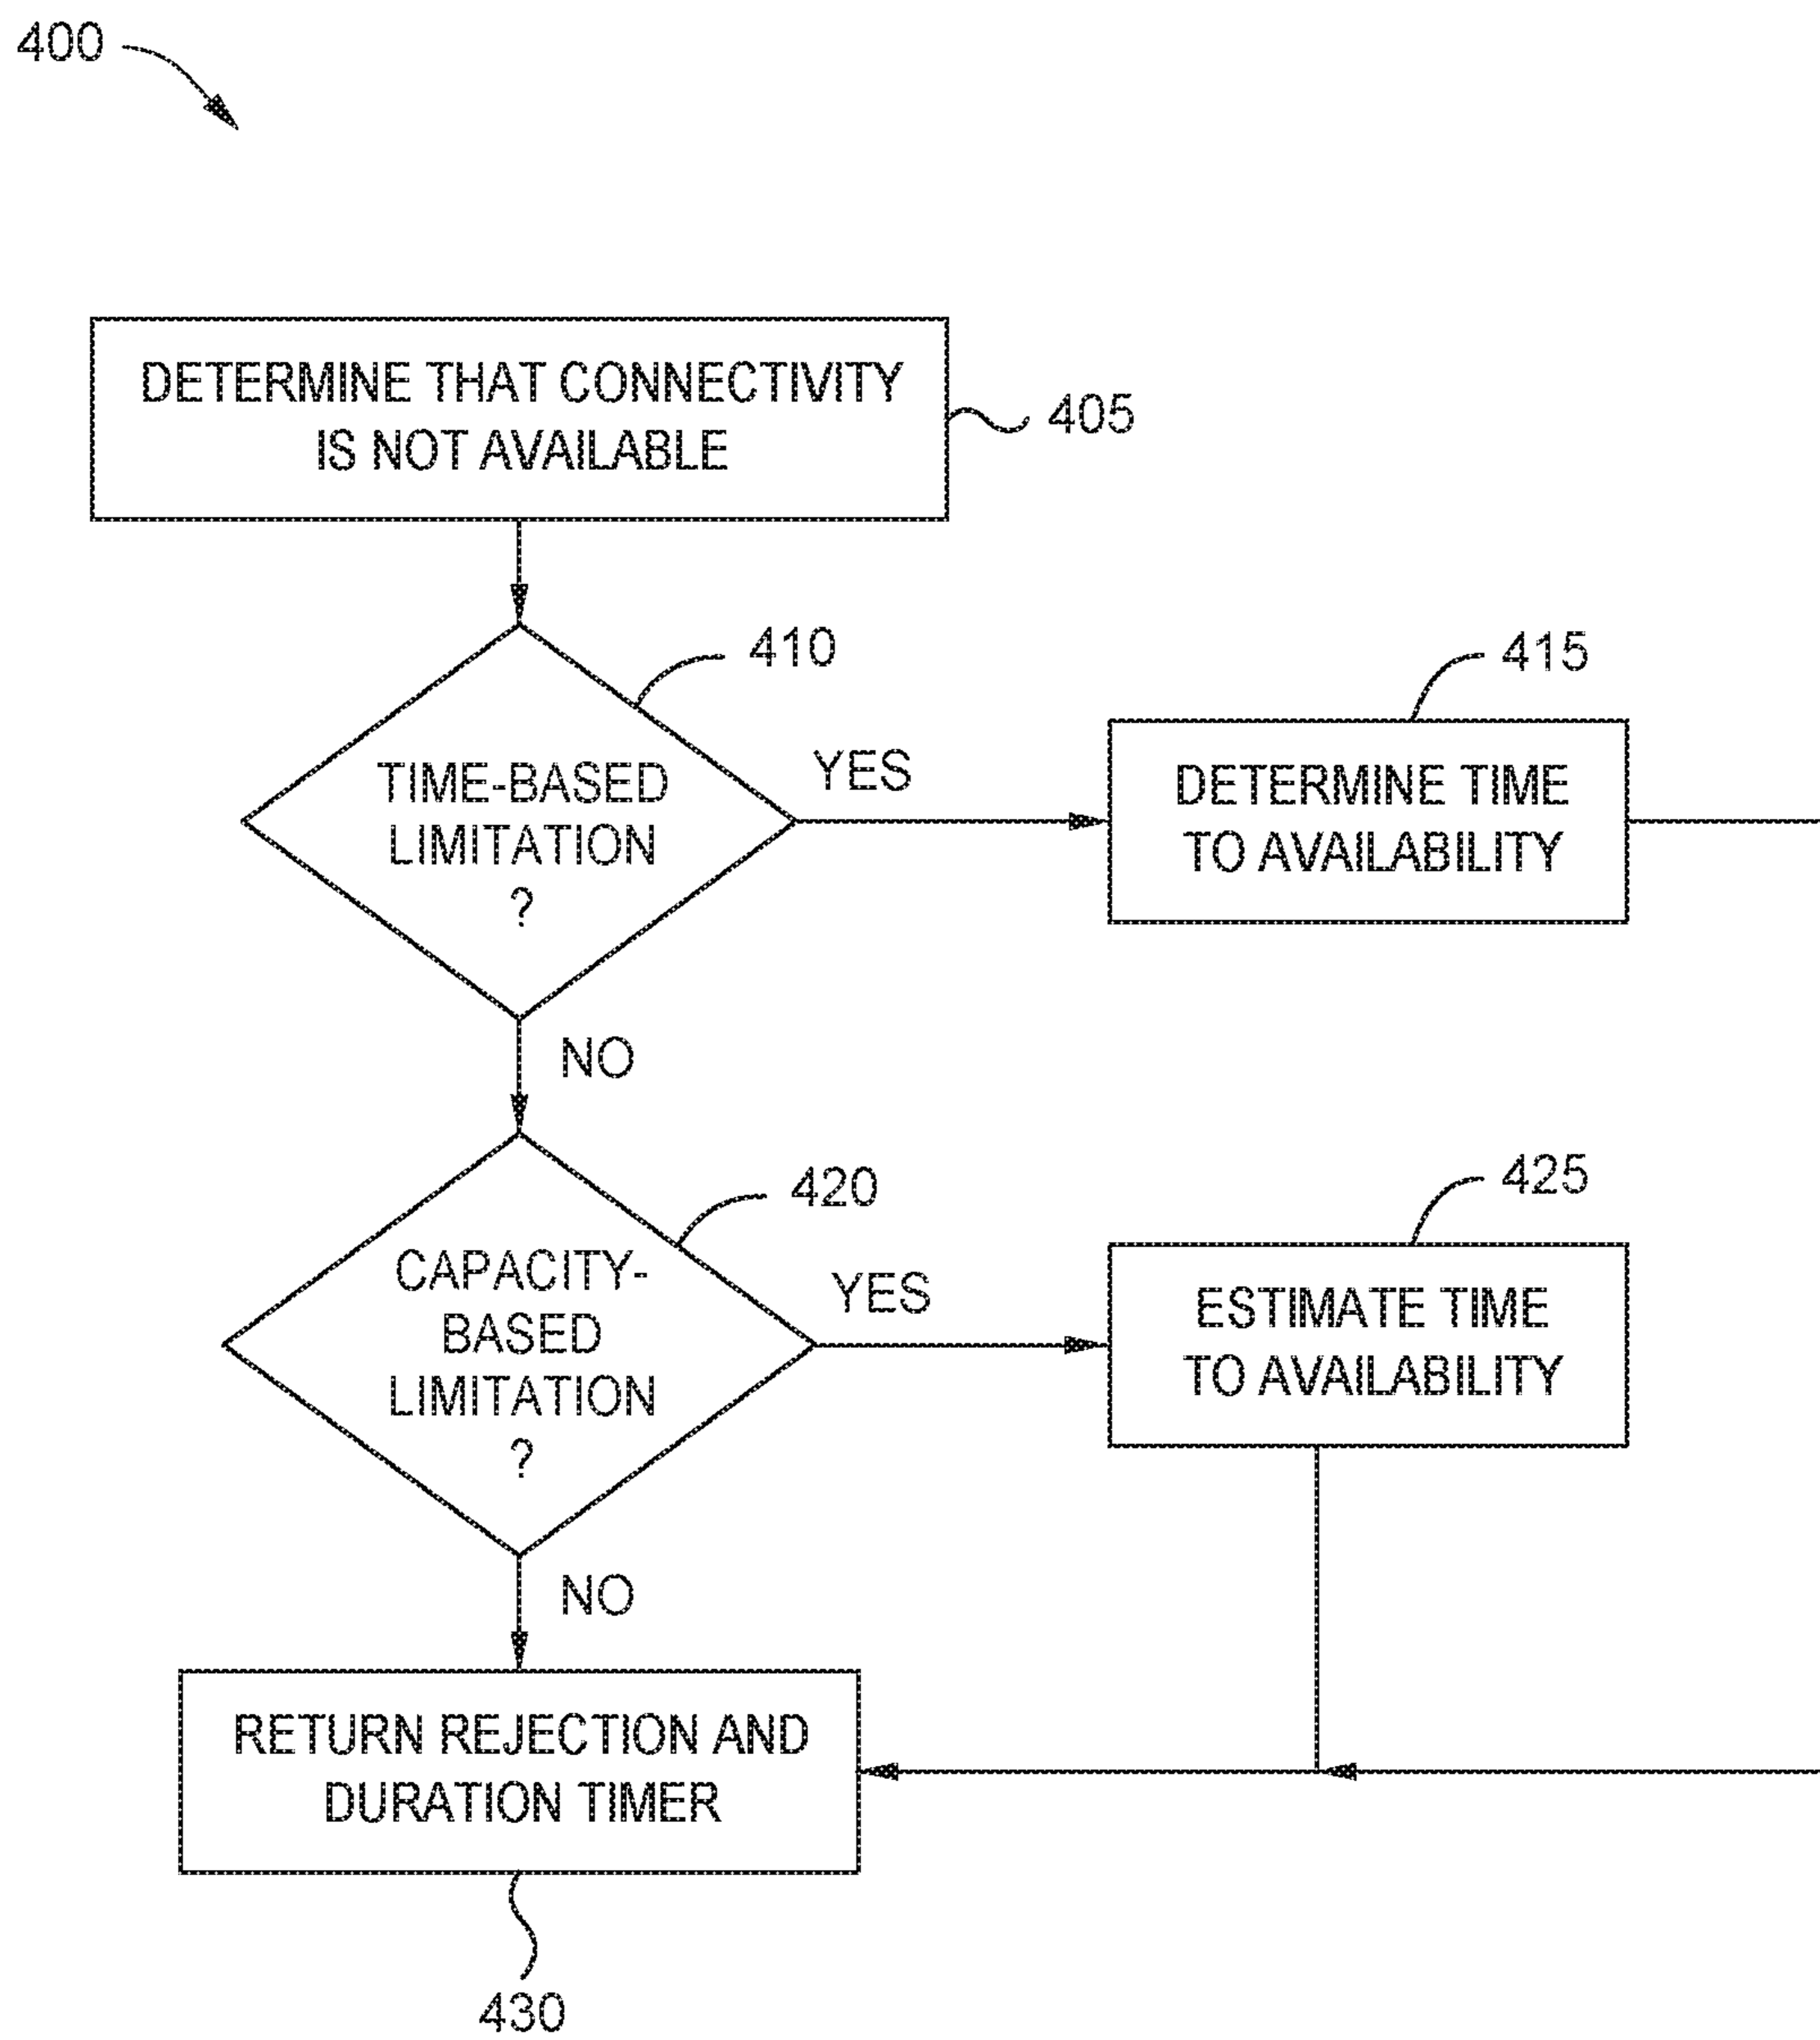 400
DETERMINE THAT CONNECTIVITY
IS NOT AVAILABLE
405
410
TIME-BASED
LIMITATION
?
YES
415
DETERMINE TIME
TO AVAILABILITY
NO
420
CAPACITY-
BASED
LIMITATION
?
YES
425
ESTIMATE TIME
TO AVAILABILITY
NO
RETURN REJECTION AND
DURATION TIMER
430